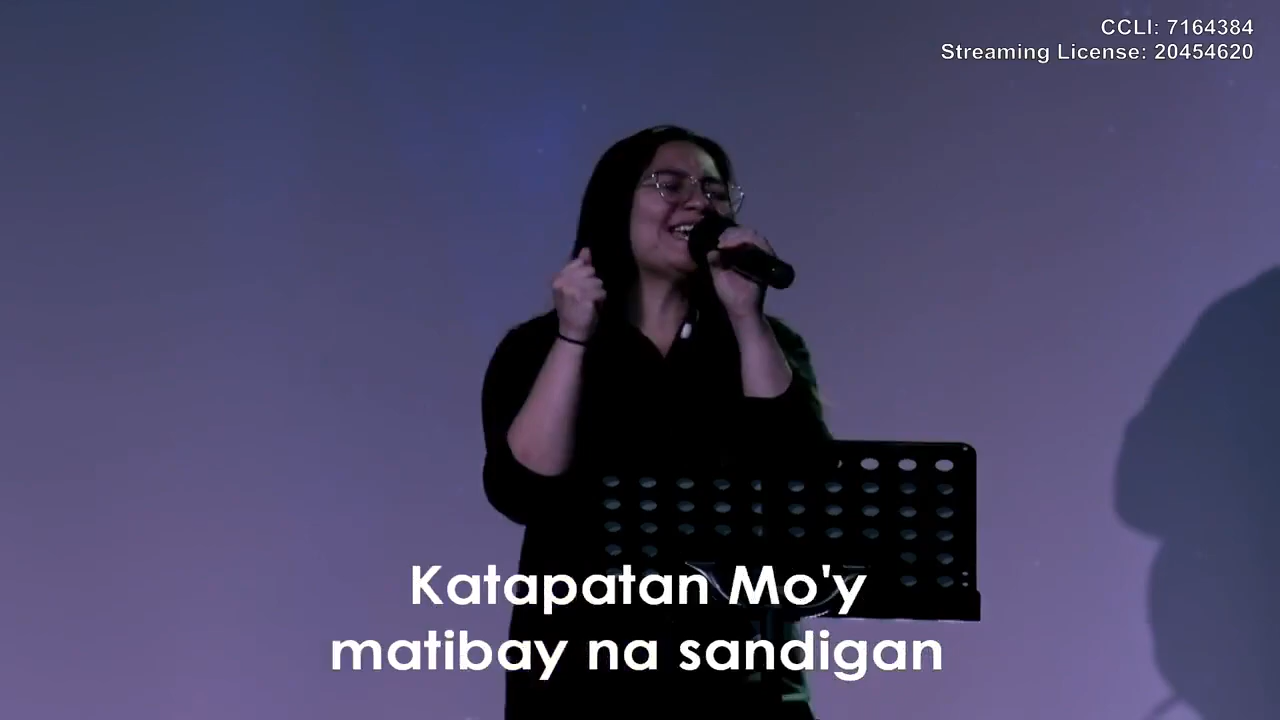 CCLI: 7164384
Streaming License: 20454620
Katapatan Mo'y
matibay na sandigan